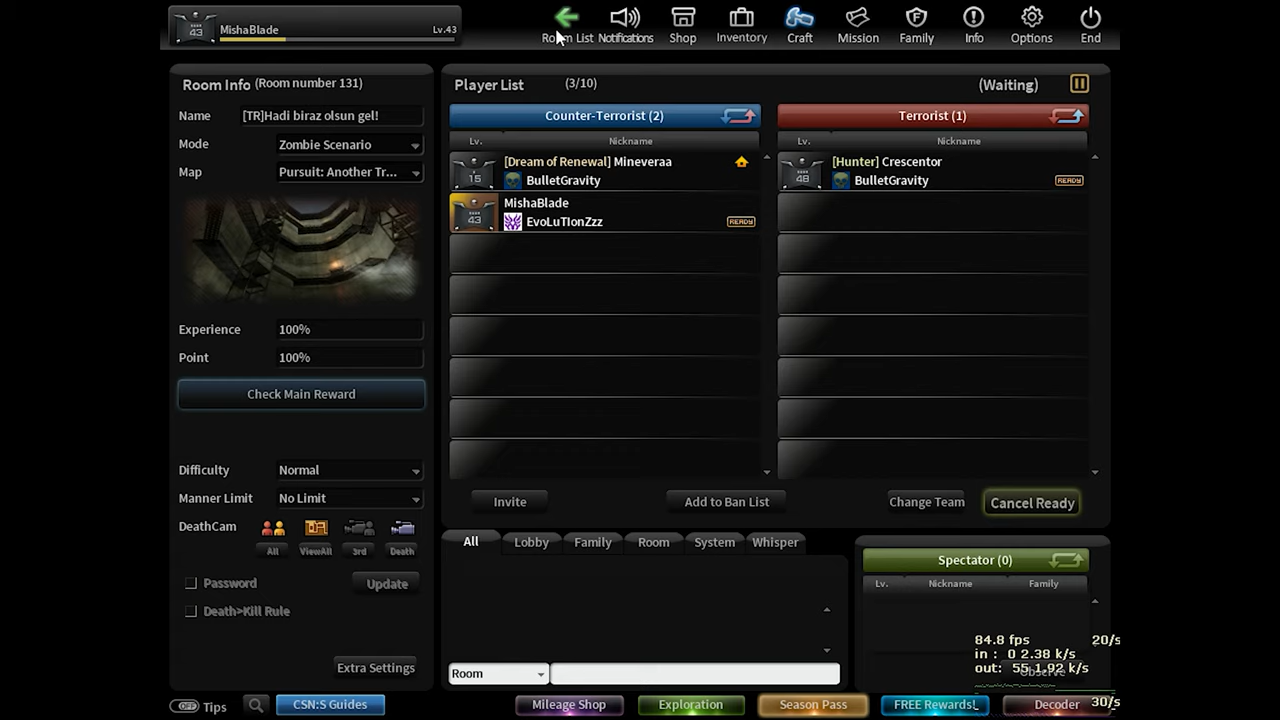 43 MishaBlade Lv.43
Room List Notifications Shop Inventory Craft Mission Family Info Options End
Room Info (Room number 131)
Name [TR]Hadi biraz olsun gel!
Mode Zombie Scenario
Map Pursuit: Another Tr...
Experience 100%
Point 100%
Check Main Reward
Difficulty Normal
Manner Limit No Limit
DeathCam
All ViewAll 3rd Death
Password Update
Death>Kill Rule
Extra Settings
Player List (3/10) (Waiting)
Counter-Terrorist (2)
Lv. Nickname
15 [Dream of Renewal] Mineveraa
BulletGravity
43 MishaBlade
EvoLuTIonZzz READY
Terrorist (1)
Lv. Nickname
48 [Hunter] Crescentor
BulletGravity READY
Invite Add to Ban List Change Team Cancel Ready
All Lobby Family Room System Whisper
Room
Spectator (0)
Lv. Nickname Family
84.8 fps 20/s
in : 0 2.38 k/s
out: 55 1.92 k/s
Observe
30/s
OFF Tips CSN:S Guides Mileage Shop Exploration Season Pass FREE Rewards!_ Decoder